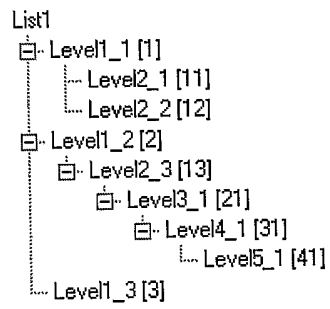 List1
Level1_1 [1]
Level2_1 [11]
Level2_2 [12]
Level1_2 [2]
Level2_3 [13]
Level3_1 [21]
Level4_1 [31]
Level5_1 [41]
Level1_3 [3]